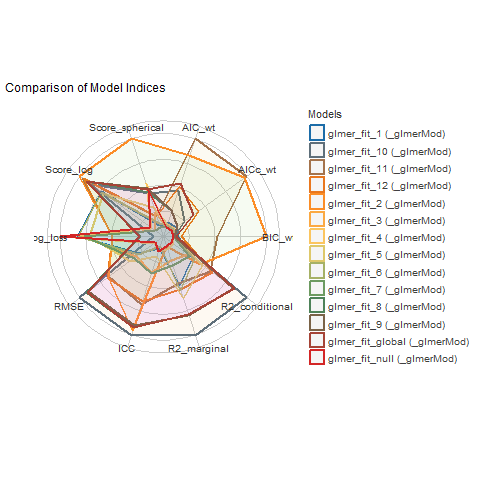 Comparison of Model Indices
Models
Score_spherical
AIC_wt
Score_log
AICc_wt
og_loss
BIC_w
RMSE
R2_conditional
ICC
R2_marginal
glmer_fit_1 (_glmerMod)
glmer_fit_10 (_glmerMod)
glmer_fit_11 (_glmerMod)
glmer_fit_12 (_glmerMod)
glmer_fit_2 (_glmerMod)
glmer_fit_3 (_glmerMod)
glmer_fit_4 (_glmerMod)
glmer_fit_5 (_glmerMod)
glmer_fit_6 (_glmerMod)
glmer_fit_7 (_glmerMod)
glmer_fit_8 (_glmerMod)
glmer_fit_9 (_glmerMod)
glmer_fit_global (_glmerMod)
glmer_fit_null (_glmerMod)